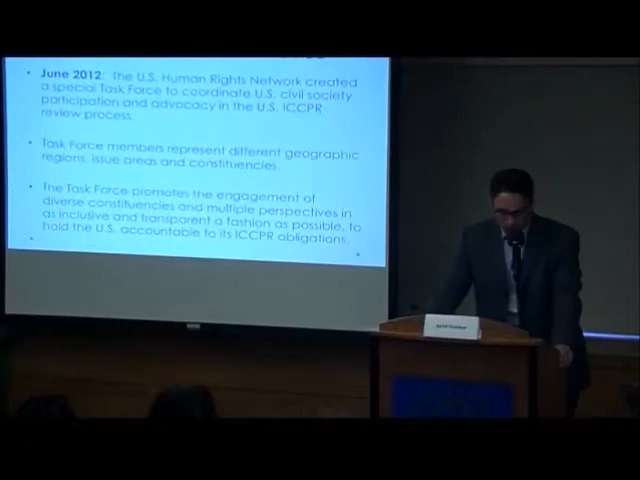 • June 2012: The U.S. Human Rights Network created
a special Task Force to coordinate U.S. civil society
participation and advocacy in the U.S. ICCPR
review process.
• Task Force members represent different geographic
regions, issue areas and constituencies.
• The Task Force promotes the engagement of
diverse constituencies and multiple perspectives in
as inclusive and transparent a fashion as possible, to
hold the U.S. accountable to its ICCPR obligations.